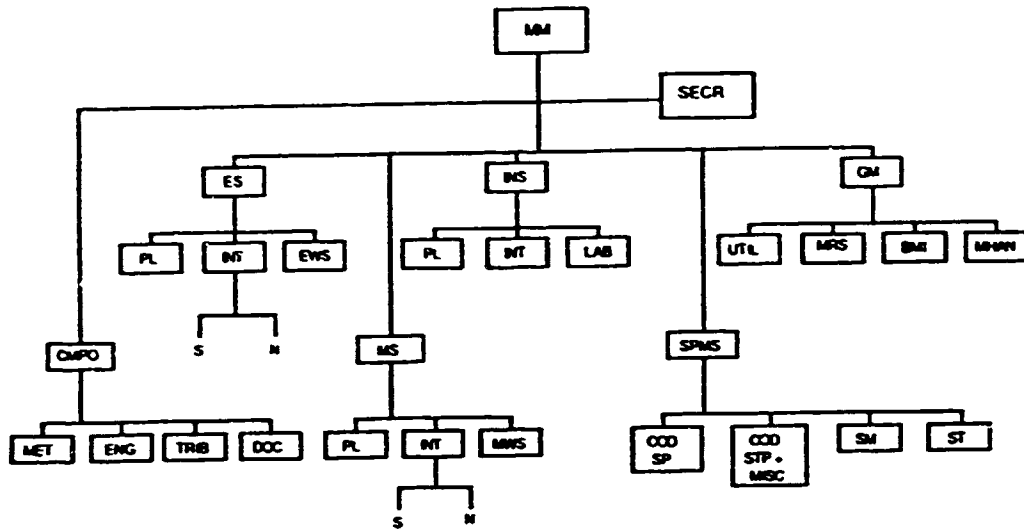 MM
SECR
ES
INS
GM
PL
INT
EWS
PL
INT
LAB
UTIL
MRS
BMI
MHAN
S
N
CMPO
MS
SPMS
MET
ENG
TRIB
DOC
PL
INT
MWS
COD
SP
COD
STP +
MISC
SM
ST
S
N